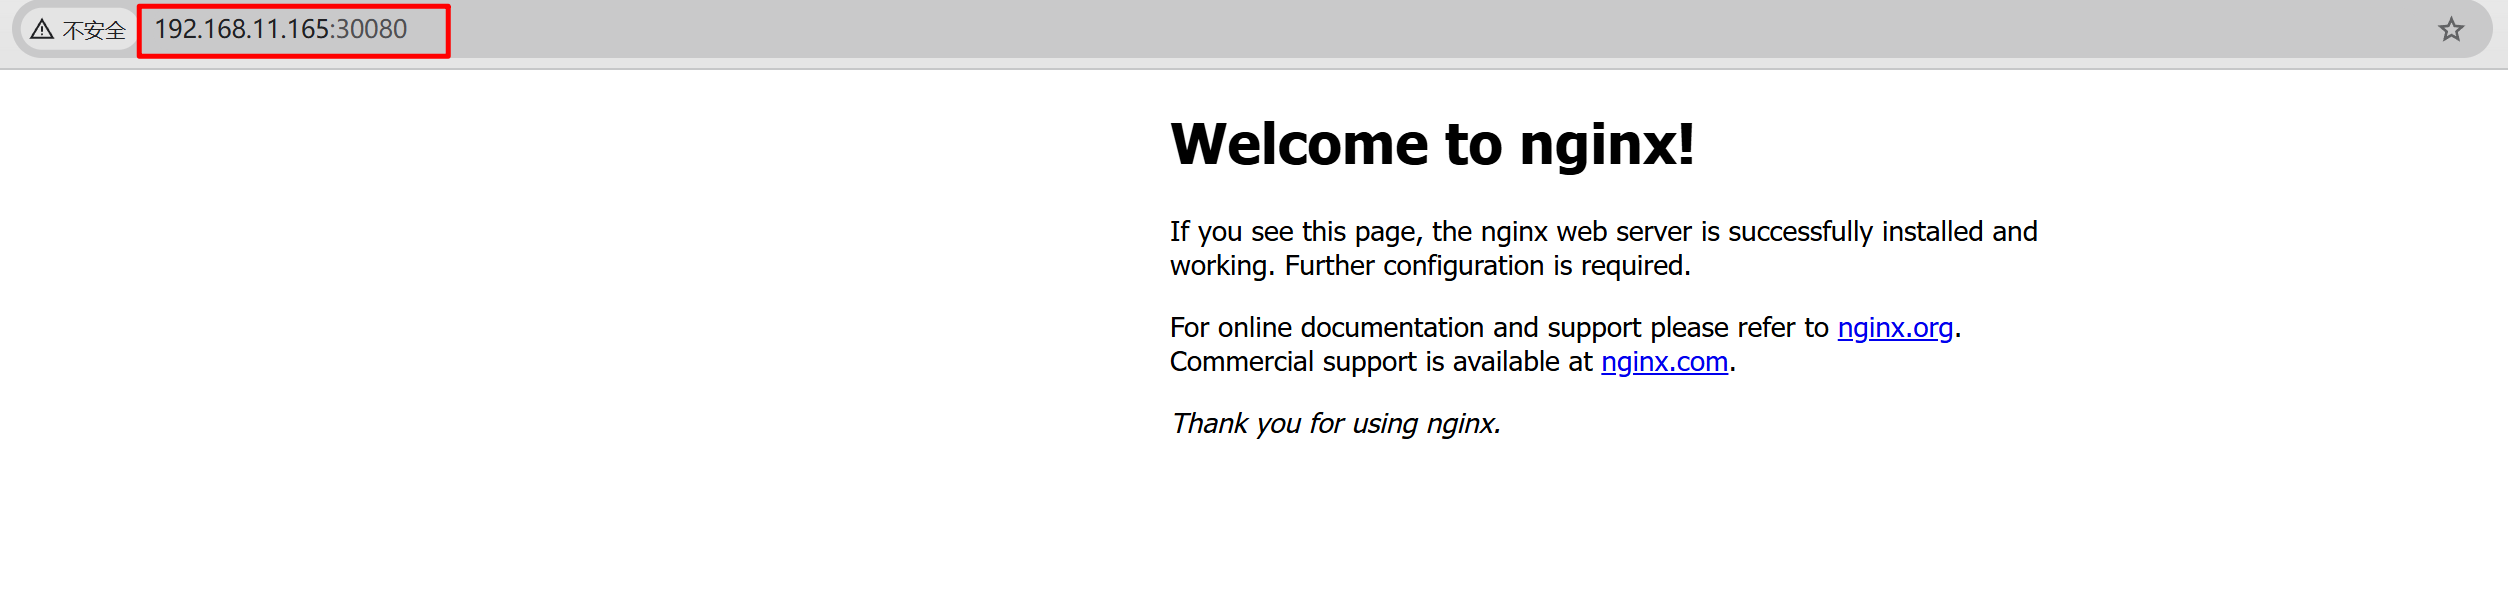 不安全 192.168.11.165:30080
Welcome to nginx!
If you see this page, the nginx web server is successfully installed and
working. Further configuration is required.
For online documentation and support please refer to nginx.org.
Commercial support is available at nginx.com.
Thank you for using nginx.